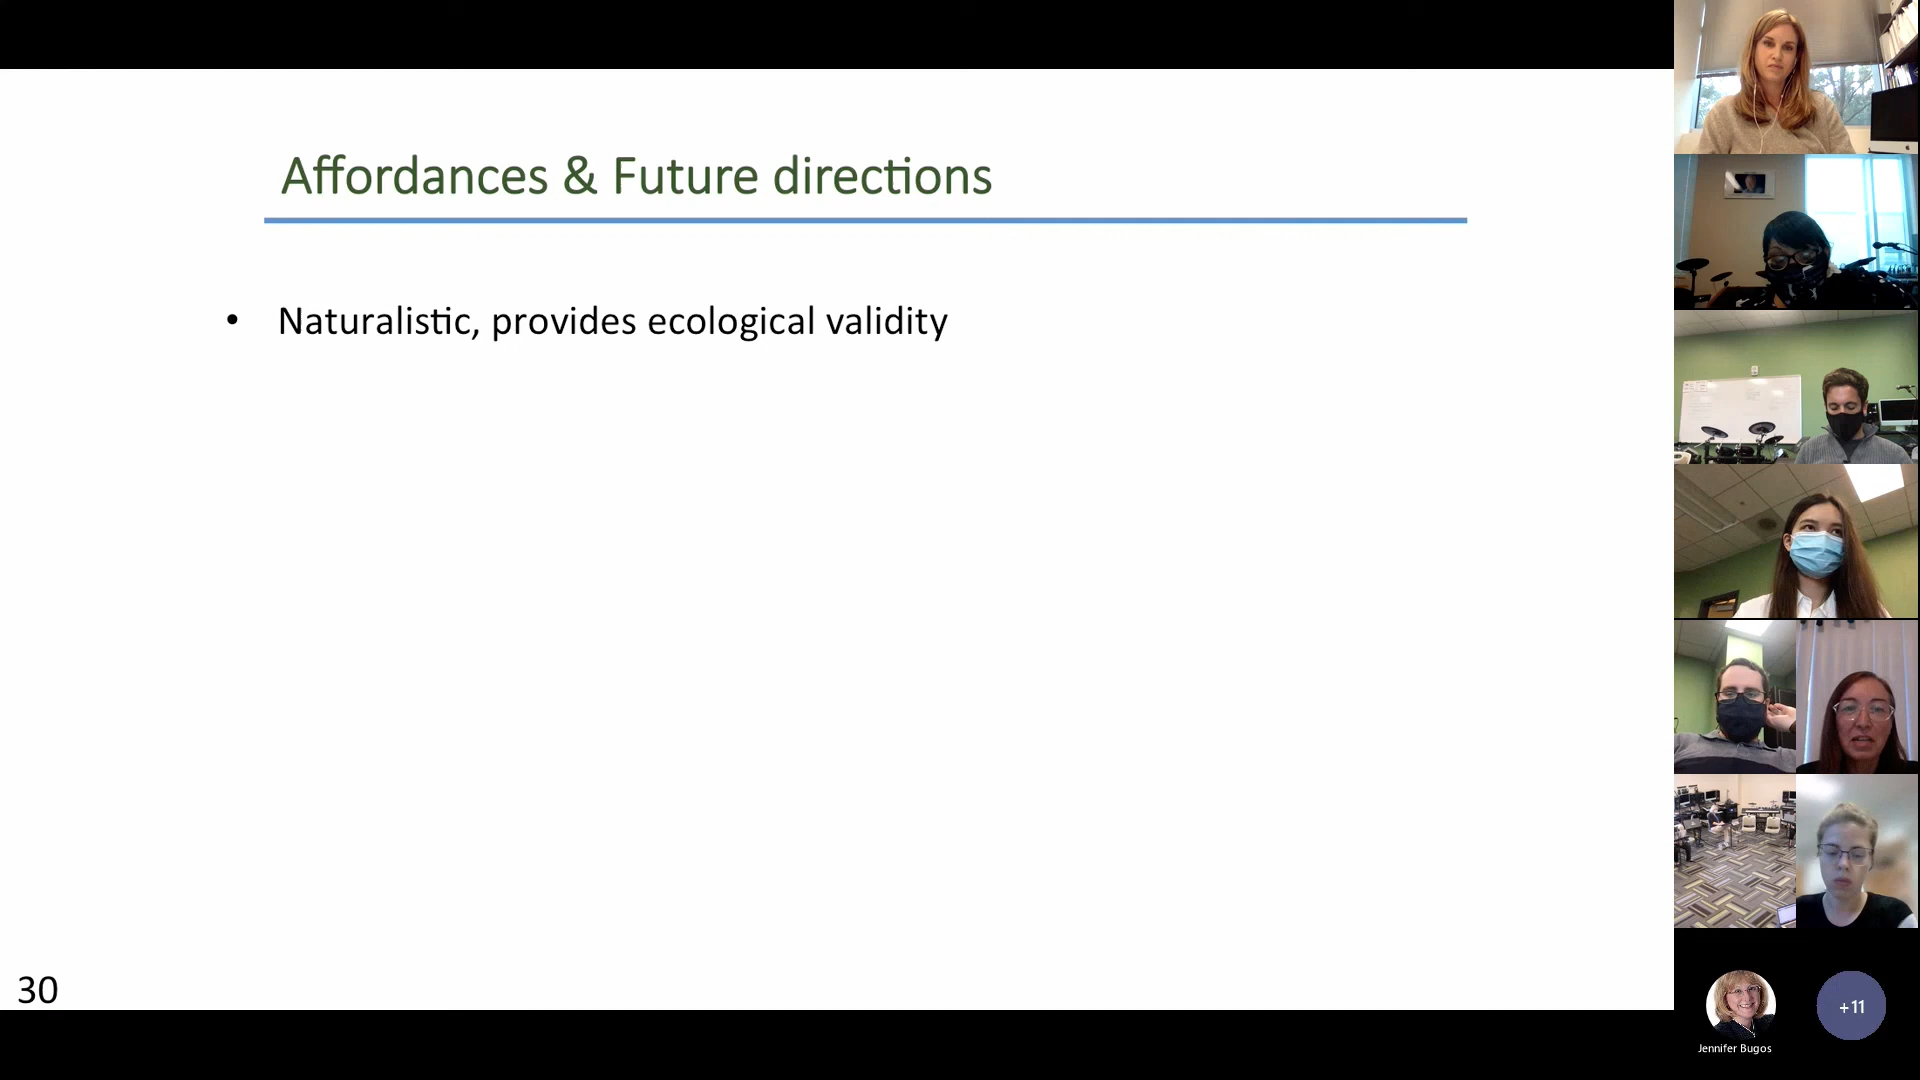 Affordances & Future directions
• Naturalistic, provides ecological validity
30
+11
Jennifer Bugos